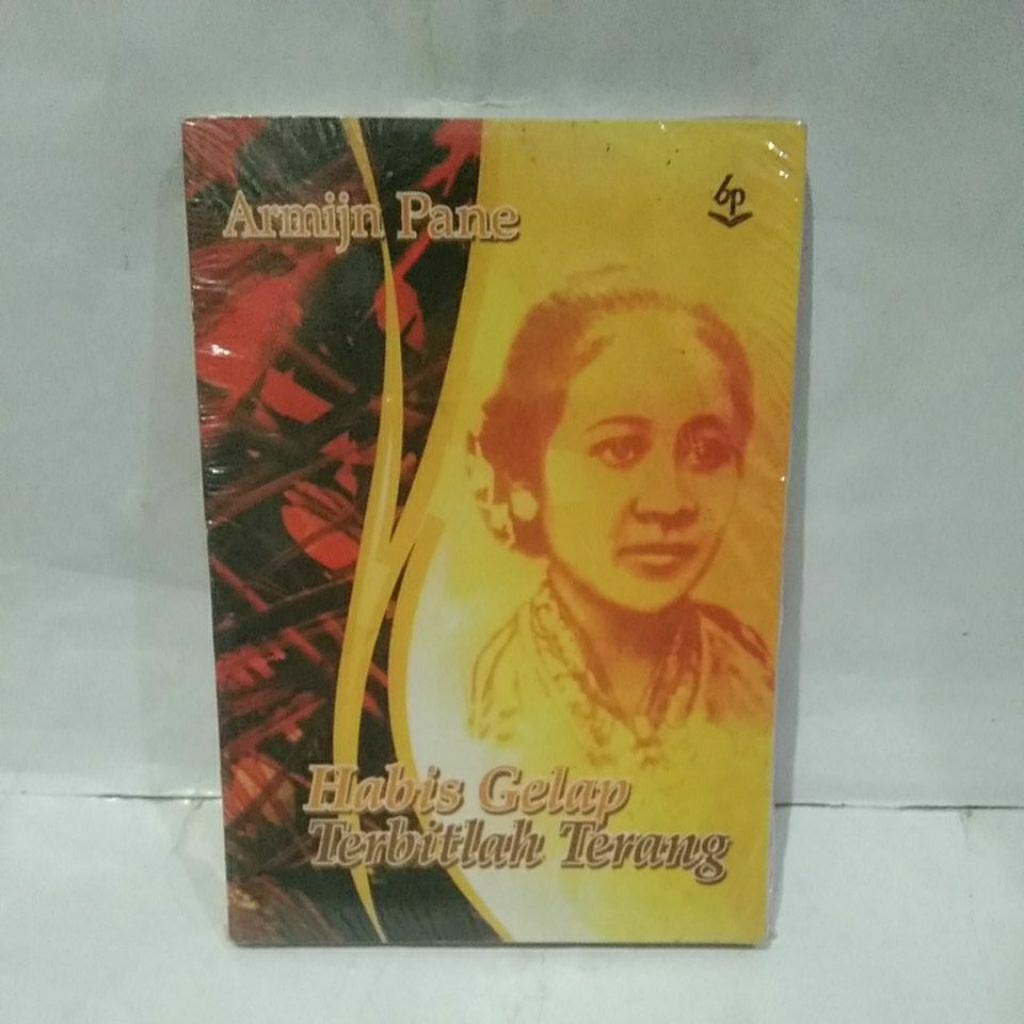 Armijn Pane
bp
Habis Gelap
Terbitlah Terang